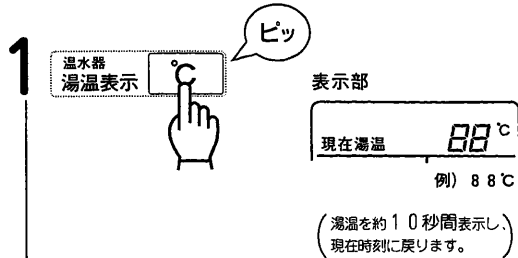 1
ピッ
温水器
湯温表示
℃
表示部
現在湯温 88℃
例) 88℃
(湯温を約10秒間表示し、
現在時刻に戻ります。)